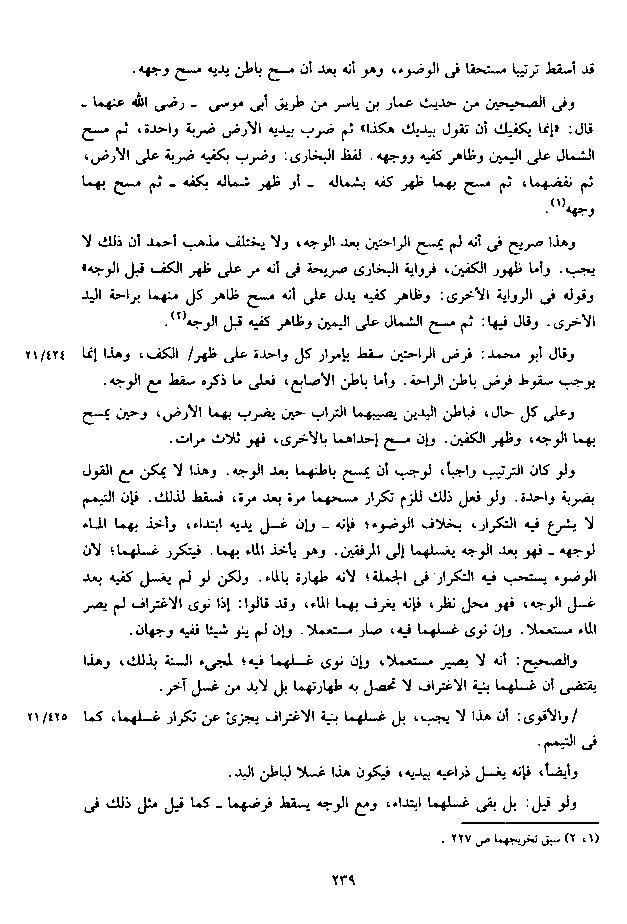 قد أسقط ترتيبا مستحقا فى الوضوء، وهو أنه بعد أن مسح باطن يديه مسح وجهه.
وفى الصحيحين من حديث عمار بن ياسر من طريق أبى موسى ـ رضى الله عنهما ـ
قال: «إنما يكفيك أن تقول بيديك هكذا» ثم ضرب بيديه الأرض ضربة واحدة، ثم مسح
الشمال على اليمين وظاهر كفيه ووجهه. لفظ البخارى: وضرب بكفيه ضربة على الأرض،
ثم نفضهما، ثم مسح بهما ظهر كفه بشماله ـ أو ظهر شماله بكفه ـ ثم مسح بهما
وجهه(١).
وهذا صريح فى أنه لم يمسح الراحتين بعد الوجه، ولا يختلف مذهب أحمد أن ذلك لا
يجب. وأما ظهور الكفين، فرواية البخارى صريحة فى أنه مر على ظهر الكف قبل الوجه»
وقوله فى الرواية الأخرى: وظاهر كفيه يدل على أنه مسح ظاهر كل منهما براحة اليد
الأخرى. وقال فيها: ثم مسح الشمال على اليمين وظاهر كفيه قبل الوجه(٢).
وقال أبو محمد: فرض الراحتين سقط بإمرار كل واحدة على ظهر/ الكف، وهذا إنما ٢١/٤٢٤
يوجب سقوط فرض باطن الراحة. وأما باطن الأصابع، فعلى ما ذكره سقط مع الوجه.
وعلى كل حال، فباطن اليدين يصيبهما التراب حين يضرب بهما الأرض، وحين يمسح
بهما الوجه، وظهر الكفين. وإن مسح إحداهما بالأخرى، فهو ثلاث مرات.
ولو كان الترتيب واجباً، لوجب أن يمسح باطنهما بعد الوجه. وهذا لا يمكن مع القول
بضربة واحدة. ولو فعل ذلك للزم تكرار مسحهما مرة بعد مرة، فسقط لذلك. فإن التيمم
لا يشرع فيه التكرار، بخلاف الوضوء؛ فإنه ـ وإن غسل يديه ابتداء، وأخذ بهما الماء
لوجهه ـ فهو بعد الوجه يغسلهما إلى المرفقين. وهو يأخذ الماء بهما. فيتكرر غسلهما؛ لأن
الوضوء يستحب فيه التكرار فى الجملة؛ لأنه طهارة بالماء. ولكن لو لم يغسل كفيه بعد
غسل الوجه، فهو محل نظر، فإنه يغرف بهما الماء، وقد قالوا: إذا نوى الاغتراف لم يصر
الماء مستعملا. وإن نوى غسلهما فيه، صار مستعملا. وإن لم ينو شيئا ففيه وجهان.
والصحيح: أنه لا يصير مستعملا، وإن نوى غسلهما فيه؛ لمجىء السنة بذلك، وهذا
يقتضى أن غسلهما بنية الاغتراف لا تحصل به طهارتهما بل لابد من غسل آخر.
/ والأقوى: أن هذا لا يجب، بل غسلهما بنية الاغتراف يجزئ عن تكرار غسلهما، كما ٢١/٤٢٥
فى التيمم.
وأيضاً، فإنه يغسل ذراعيه بيديه، فيكون هذا غسلا لباطن اليد.
ولو قيل: بل بقى غسلهما ابتداء، ومع الوجه يسقط فرضهما ـ كما قيل مثل ذلك فى
(١، ٢) سبق تخريجهما ص ٢٢٧ .
٢٣٩